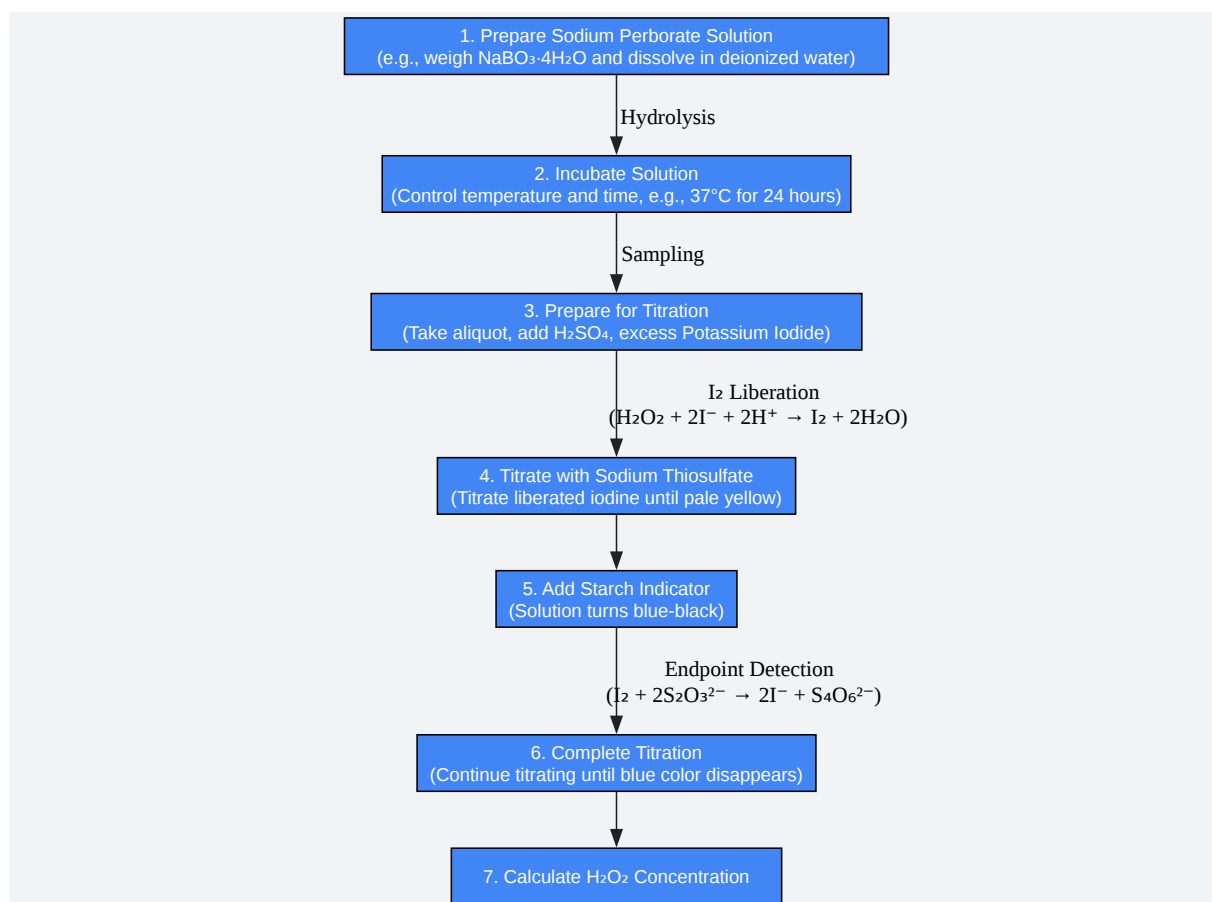 1. Prepare Sodium Perborate Solution
(e.g., weigh NaBO₃·4H₂O and dissolve in deionized water)
Hydrolysis
2. Incubate Solution
(Control temperature and time, e.g., 37°C for 24 hours)
Sampling
3. Prepare for Titration
(Take aliquot, add H₂SO₄, excess Potassium Iodide)
I₂ Liberation
(H₂O₂ + 2I⁻ + 2H⁺ → I₂ + 2H₂O)
4. Titrate with Sodium Thiosulfate
(Titrate liberated iodine until pale yellow)
5. Add Starch Indicator
(Solution turns blue-black)
Endpoint Detection
(I₂ + 2S₂O₃²⁻ → 2I⁻ + S₄O₆²⁻)
6. Complete Titration
(Continue titrating until blue color disappears)
7. Calculate H₂O₂ Concentration